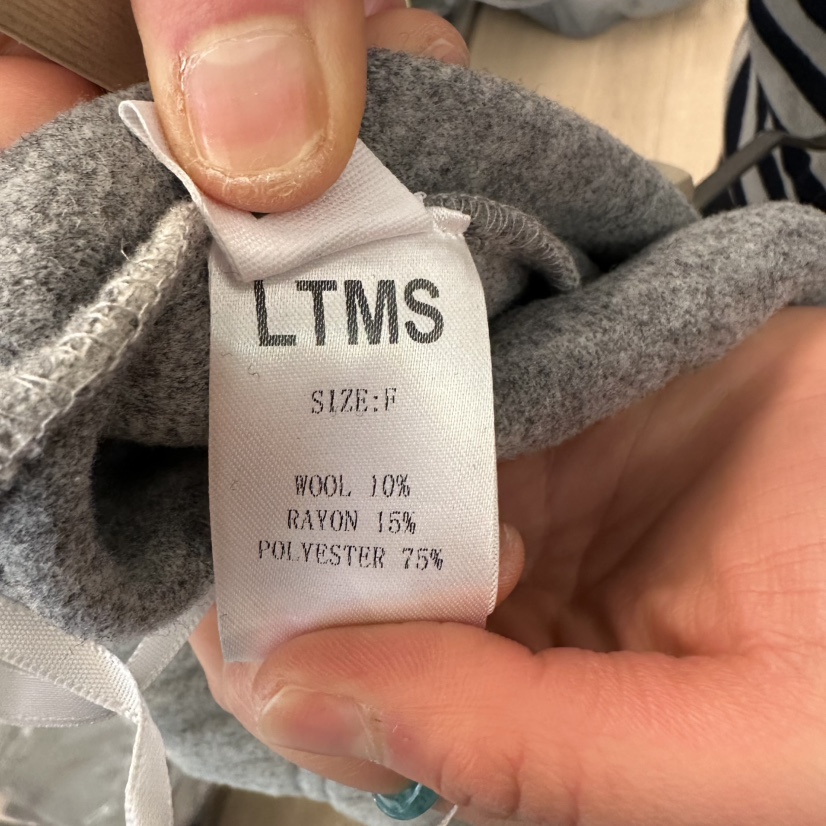 LTMS
SIZE:F
WOOL 10%
RAYON 15%
POLYESTER 75%